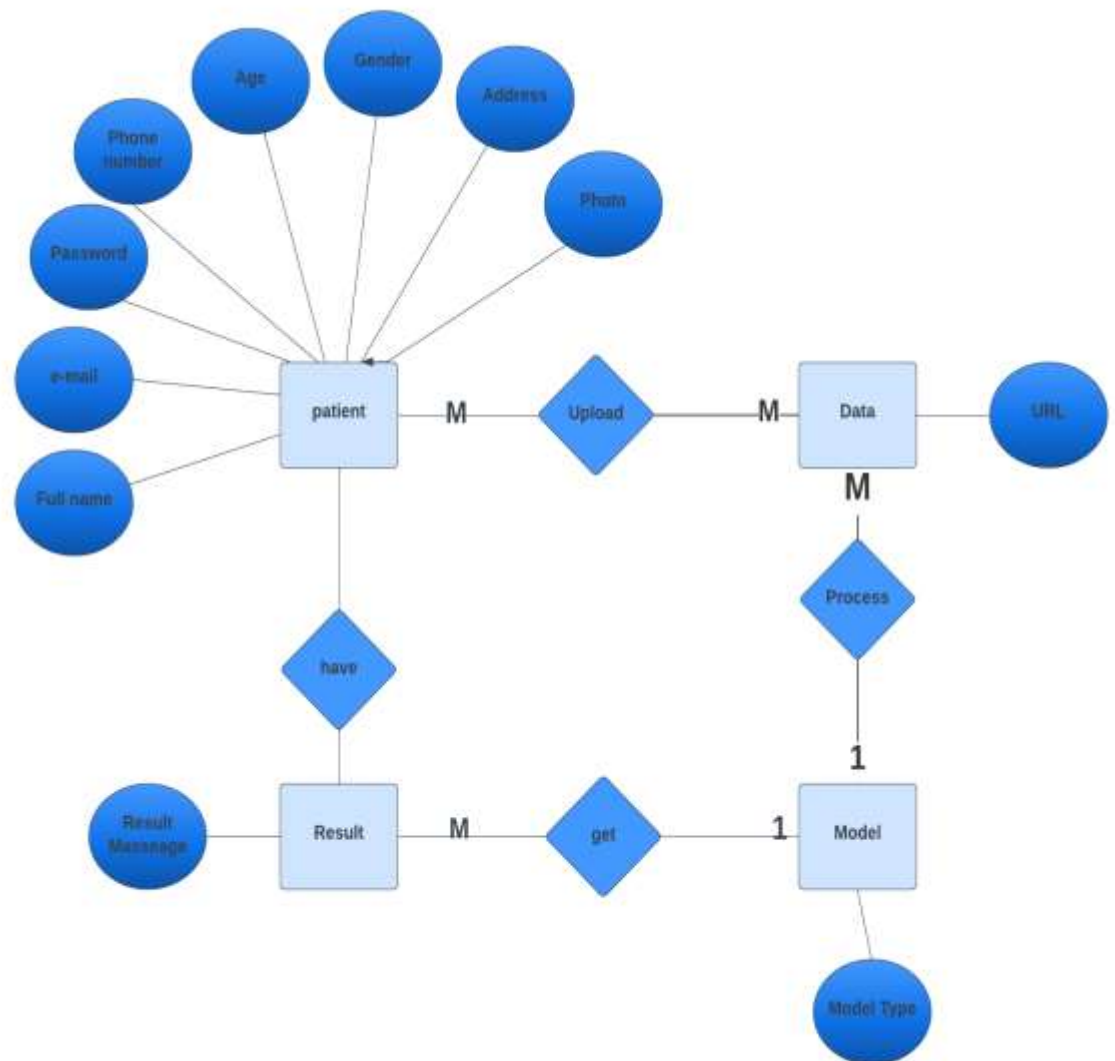 Gender
Age
Address
Phone
number
Photo
Password
e-mail
patient
M
Upload
M
Data
URL
Full name
M
Process
have
1
Result
Masseage
Result
M
get
1
Model
Model Type